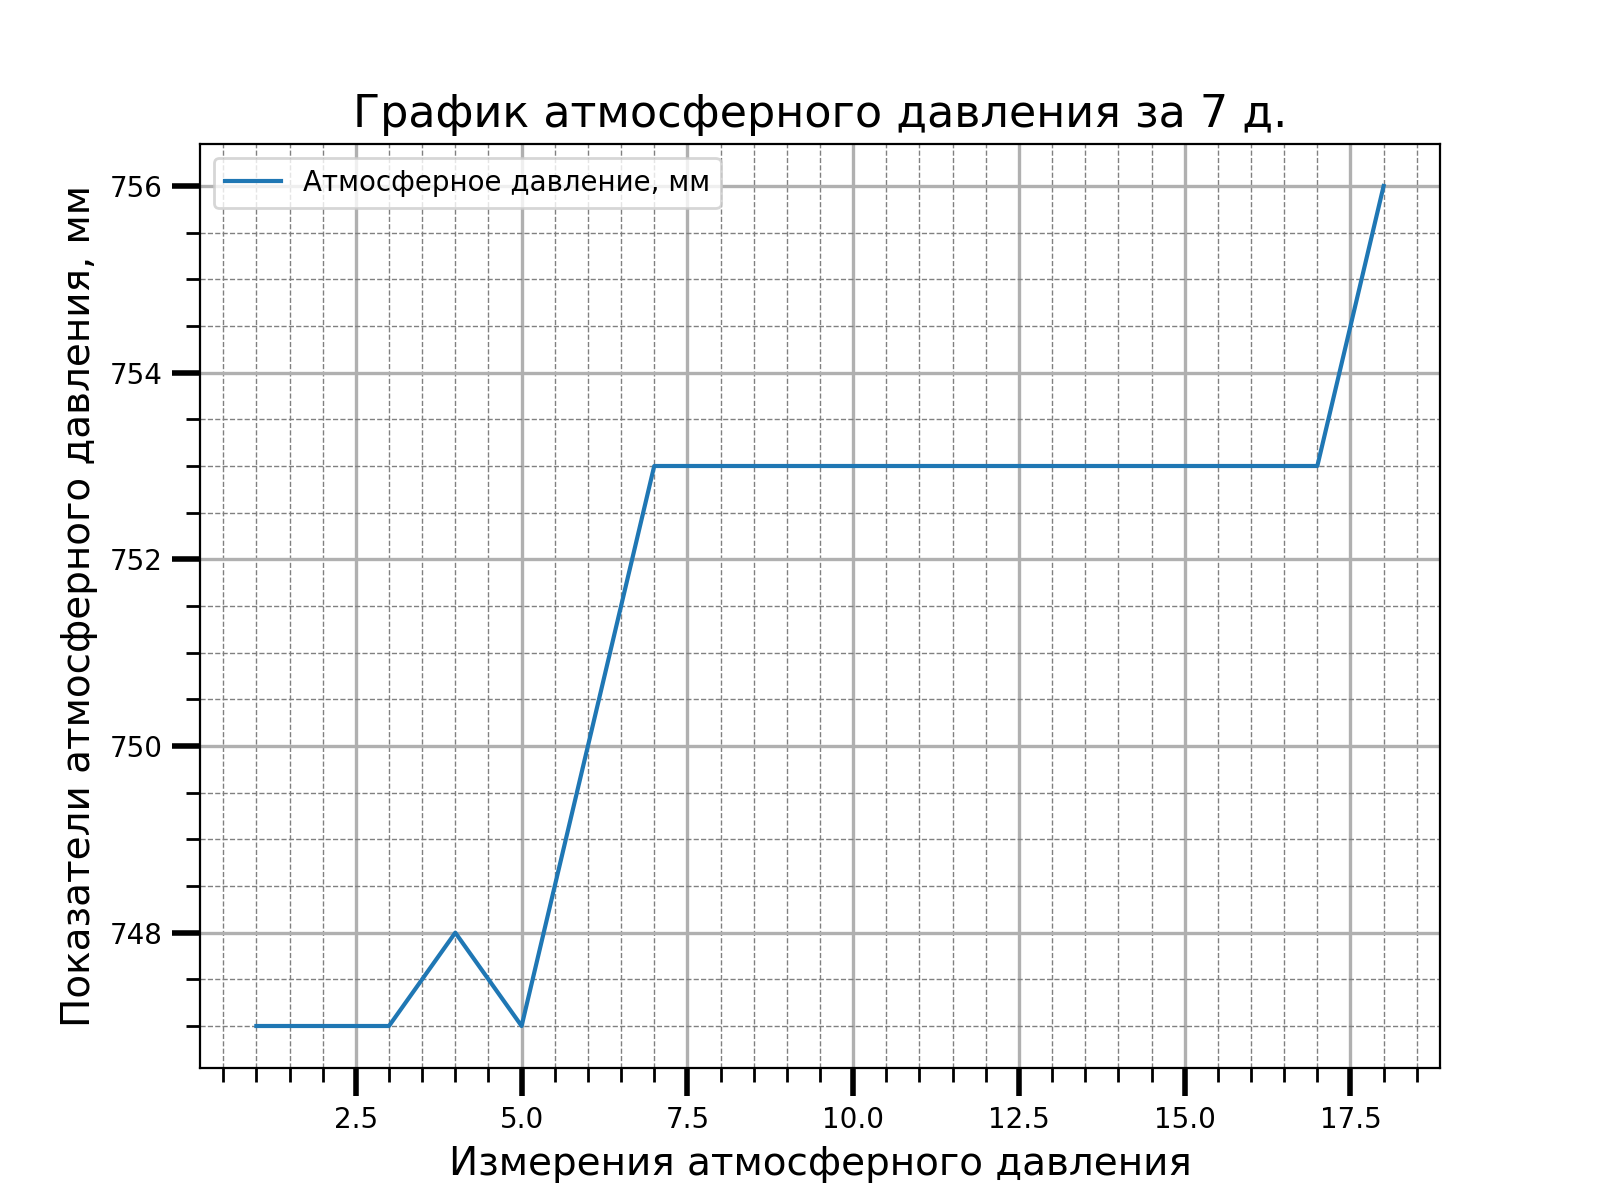 График атмосферного давления за 7 д.
Атмосферное давление, мм
Показатели атмосферного давления, мм
756
754
752
750
748
2.5 5.0 7.5 10.0 12.5 15.0 17.5
Измерения атмосферного давления